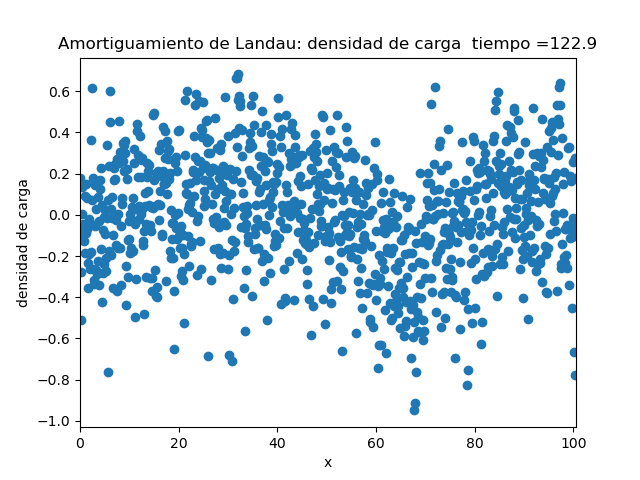 Amortiguamiento de Landau: densidad de carga  tiempo =122.9
densidad de carga
0.6
0.4
0.2
0.0
−0.2
−0.4
−0.6
−0.8
−1.0
0 20 40 60 80 100
x